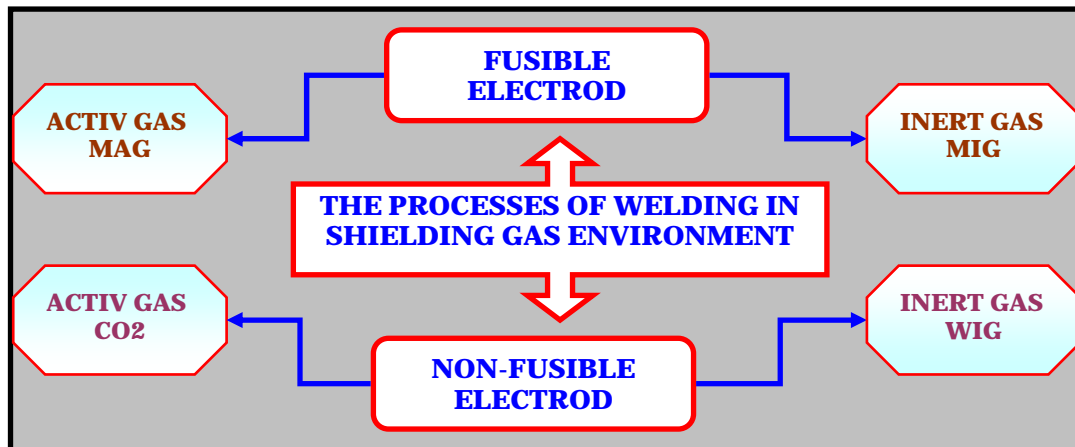 FUSIBLE
ELECTROD
ACTIV GAS
MAG
INERT GAS
MIG
THE PROCESSES OF WELDING IN
SHIELDING GAS ENVIRONMENT
ACTIV GAS
CO2
INERT GAS
WIG
NON-FUSIBLE
ELECTROD